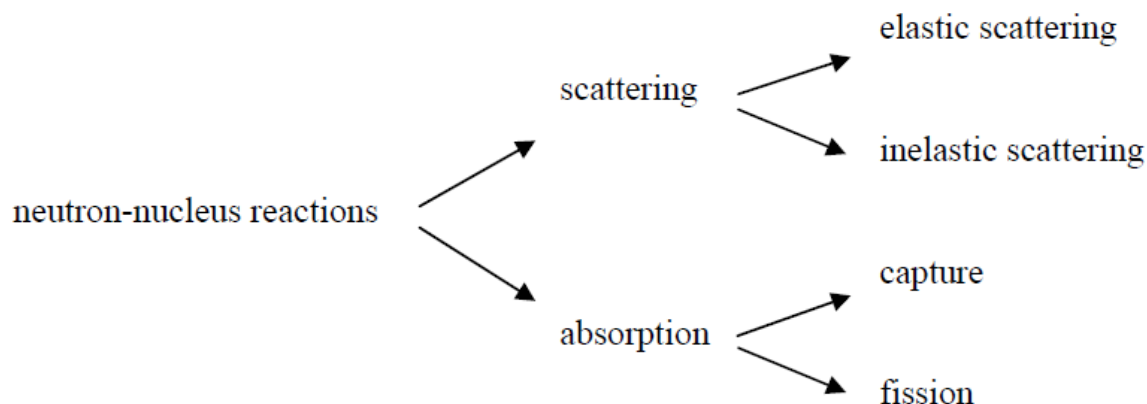 elastic scattering
scattering
inelastic scattering
neutron-nucleus reactions
capture
absorption
fission